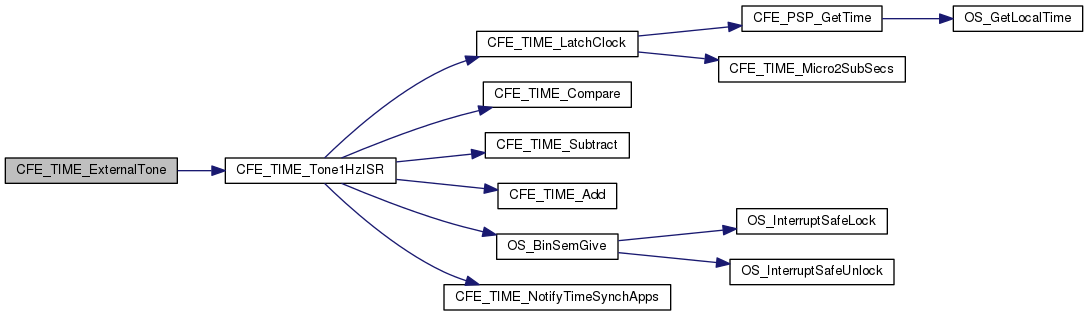 CFE_TIME_ExternalTone
CFE_TIME_Tone1HzISR
CFE_TIME_LatchClock
CFE_PSP_GetTime
OS_GetLocalTime
CFE_TIME_Micro2SubSecs
CFE_TIME_Compare
CFE_TIME_Subtract
CFE_TIME_Add
OS_BinSemGive
OS_InterruptSafeLock
OS_InterruptSafeUnlock
CFE_TIME_NotifyTimeSynchApps